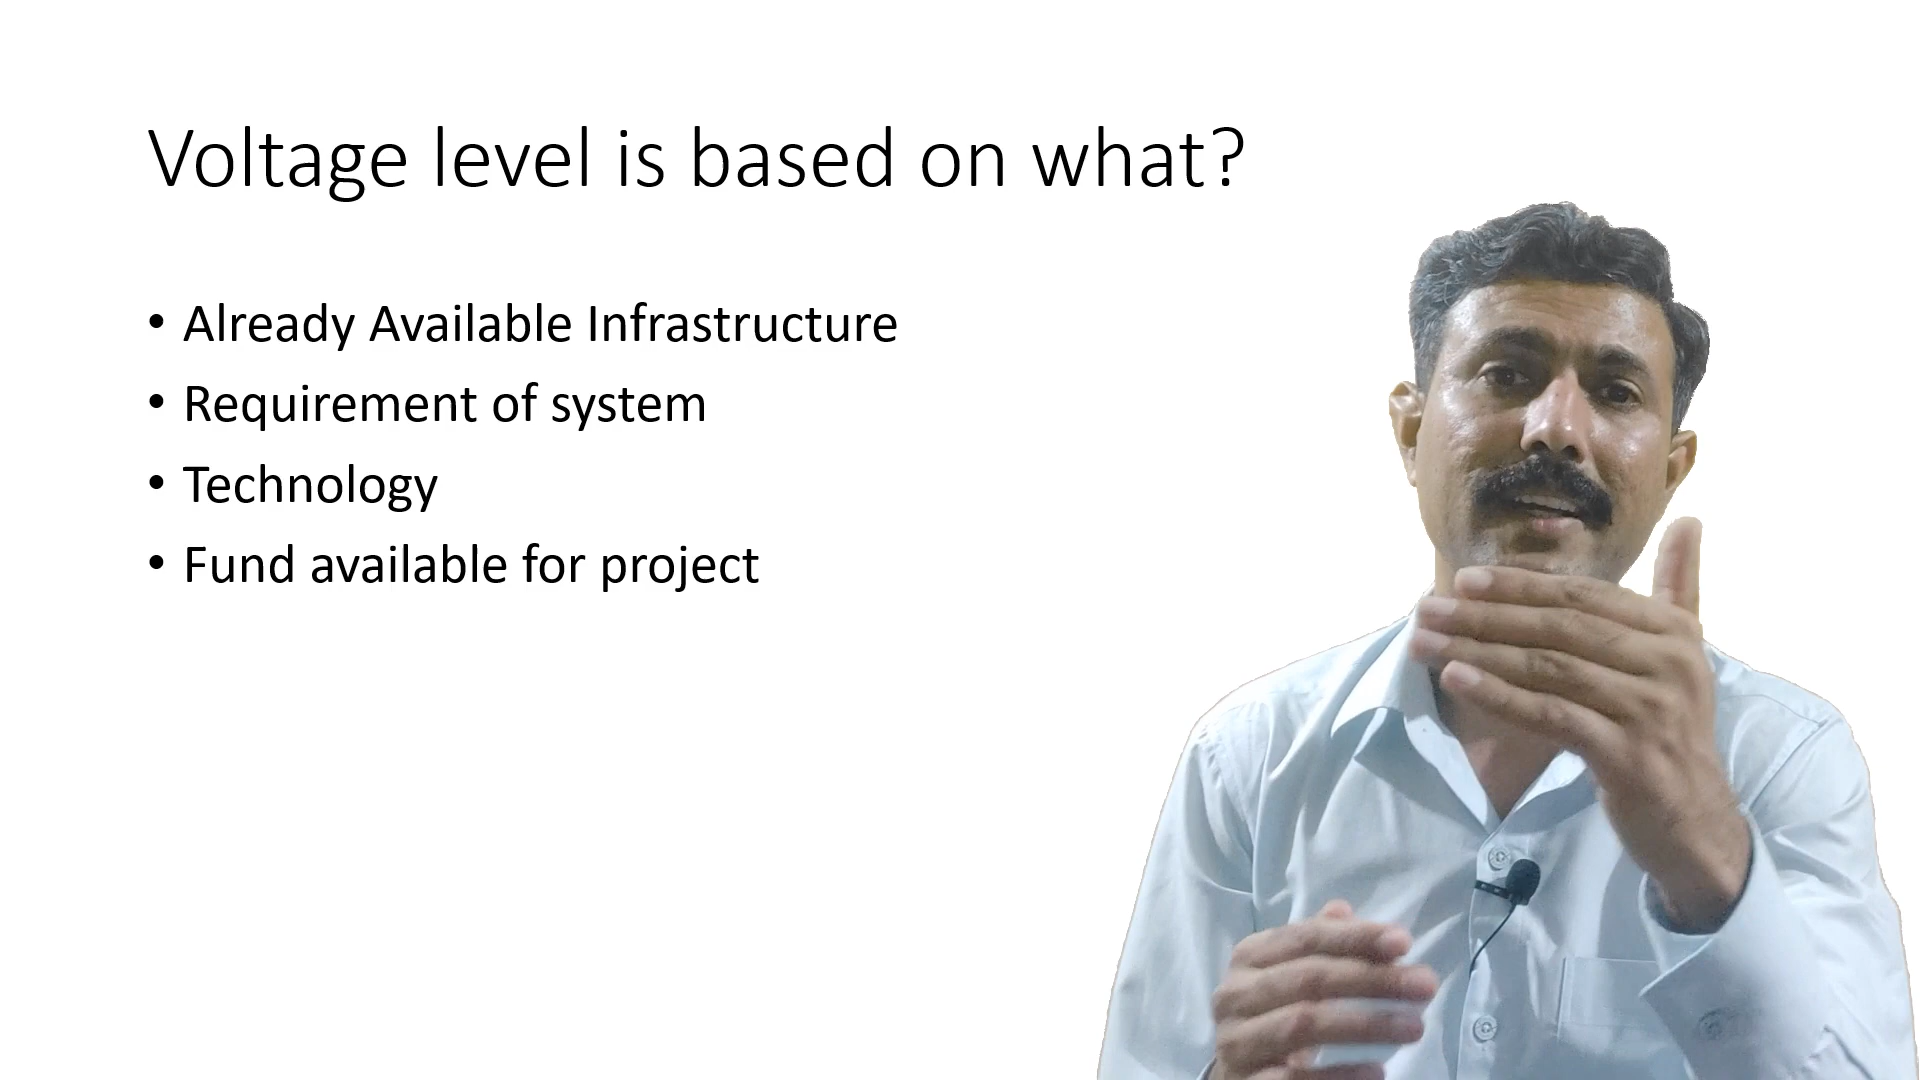 Voltage level is based on what?
• Already Available Infrastructure
• Requirement of system
• Technology
• Fund available for project